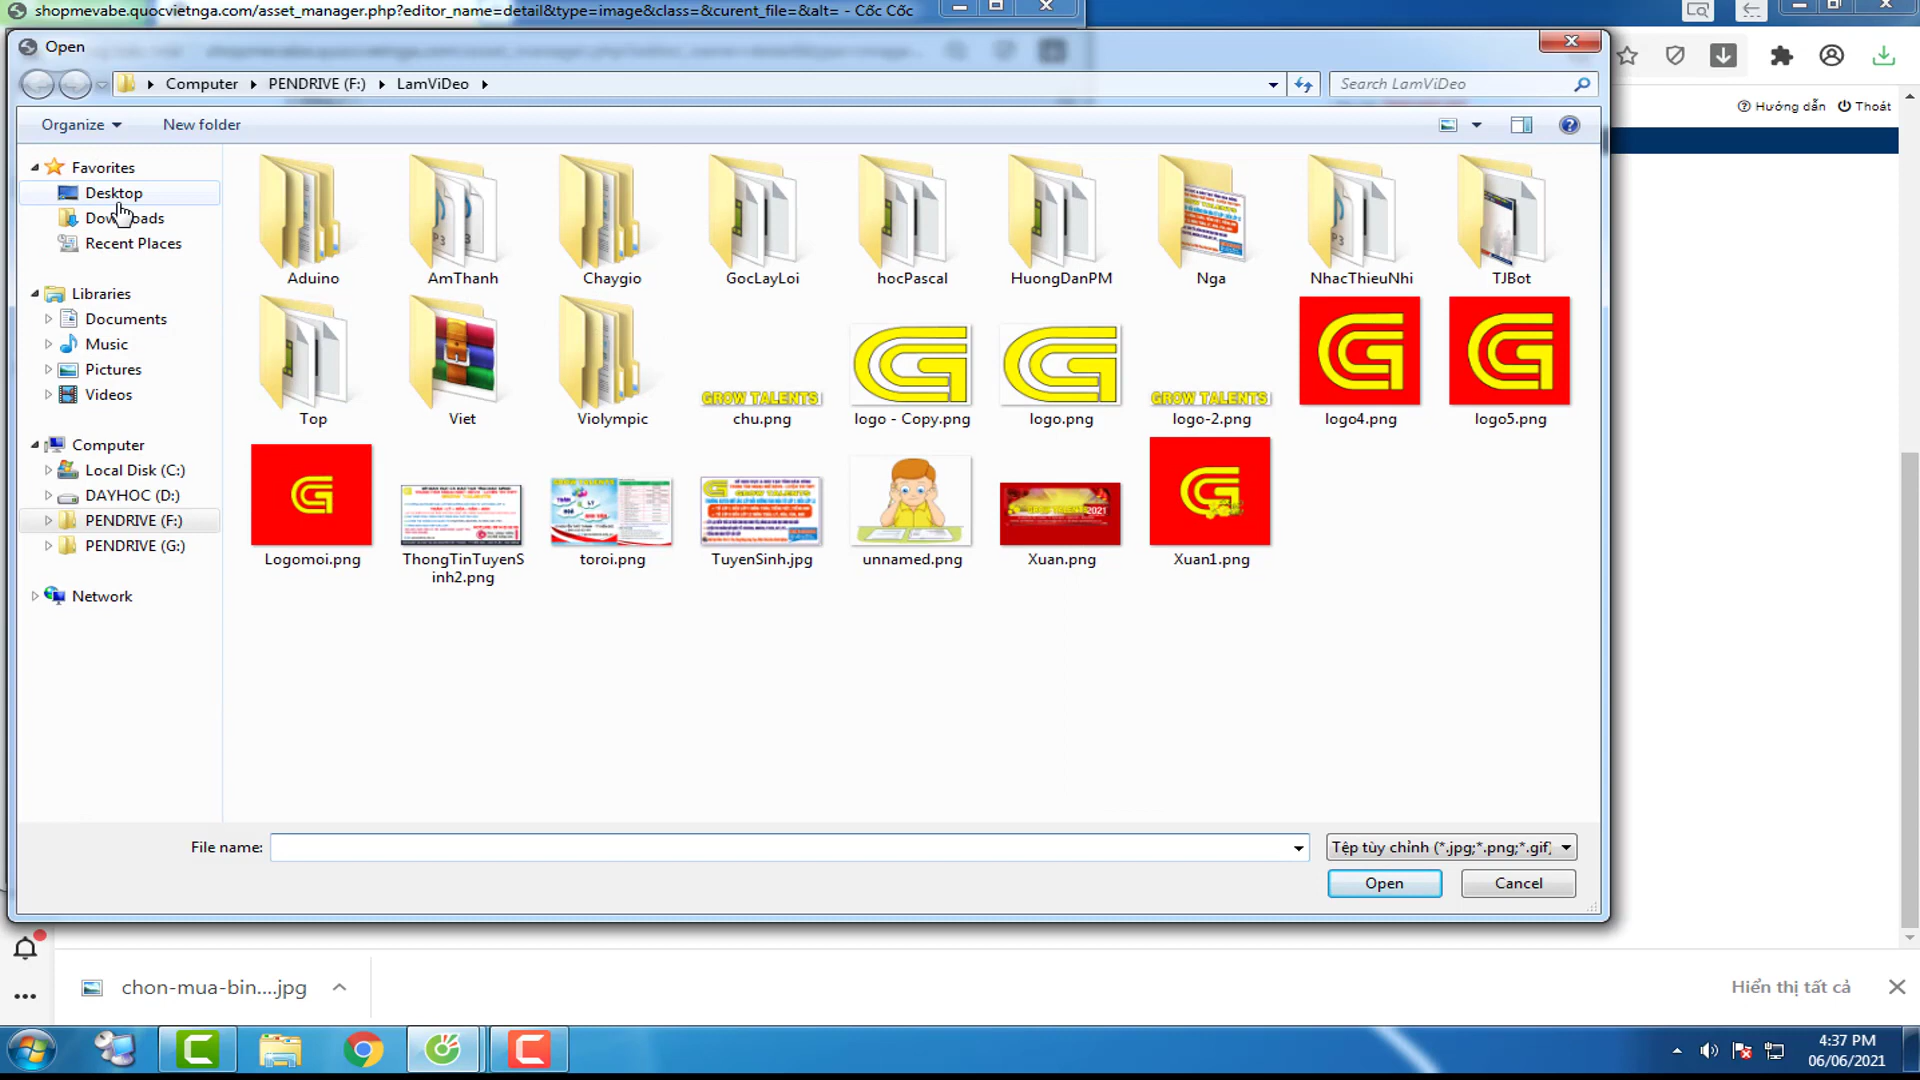 shopmevabe.quocvietnga.com/asset_manager.php?editor_name=detail&type=image&class=&curent_file=&alt= - Cốc Cốc
Open
Computer PENDRIVE (F:) LamViDeo
Search LamViDeo
Hướng dẫn Thoát
Organize New folder
Favorites
Desktop
Downloads
Recent Places
Libraries
Documents
Music
Pictures
Videos
Computer
Local Disk (C:)
DAYHOC (D:)
PENDRIVE (F:)
PENDRIVE (G:)
Network
Aduino AmThanh Chaygio GocLayLoi hocPascal HuongDanPM Nga NhacThieuNhi TJBot
GROW TALENTS GROW TALENTS
Top Viet Violympic chu.png logo - Copy.png logo.png logo-2.png logo4.png logo5.png
Logomoi.png ThongTinTuyenS
inh2.png toroi.png TuyenSinh.jpg unnamed.png Xuan.png Xuan1.png
File name:
Tệp tùy chỉnh (*.jpg;*.png;*.gif)
Open Cancel
chon-mua-bin....jpg
Hiển thị tất cả
4:37 PM
06/06/2021